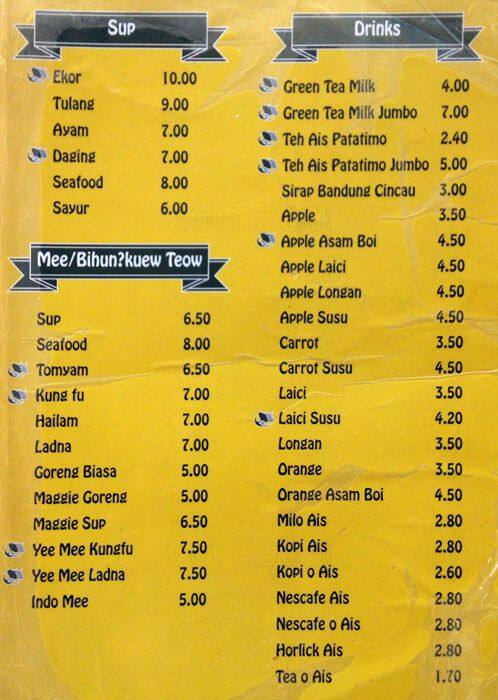 Sup
Ekor 10.00
Tulang 9.00
Ayam 7.00
Daging 7.00
Seafood 8.00
Sayur 6.00
Mee/Bihun?kuew Teow
Sup 6.50
Seafood 8.00
Tomyam 6.50
Kung fu 7.00
Hailam 7.00
Ladna 7.00
Goreng Biasa 5.00
Maggie Goreng 5.00
Maggie Sup 6.50
Yee Mee Kungfu 7.50
Yee Mee Ladna 7.50
Indo Mee 5.00
Drinks
Green Tea Milk 4.00
Green Tea Milk Jumbo 7.00
Teh Ais Patatimo 2.40
Teh Ais Patatimo Jumbo 5.00
Sirap Bandung Cincau 3.00
Apple 3.50
Apple Asam Boi 4.50
Apple Laici 4.50
Apple Longan 4.50
Apple Susu 4.50
Carrot 3.50
Carrot Susu 4.50
Laici 3.50
Laici Susu 4.20
Longan 3.50
Orange 3.50
Orange Asam Boi 4.50
Milo Ais 2.80
Kopi Ais 2.80
Kopi o Ais 2.60
Nescafe Ais 2.80
Nescafe o Ais 2.80
Horlick Ais 2.80
Tea o Ais 1.70